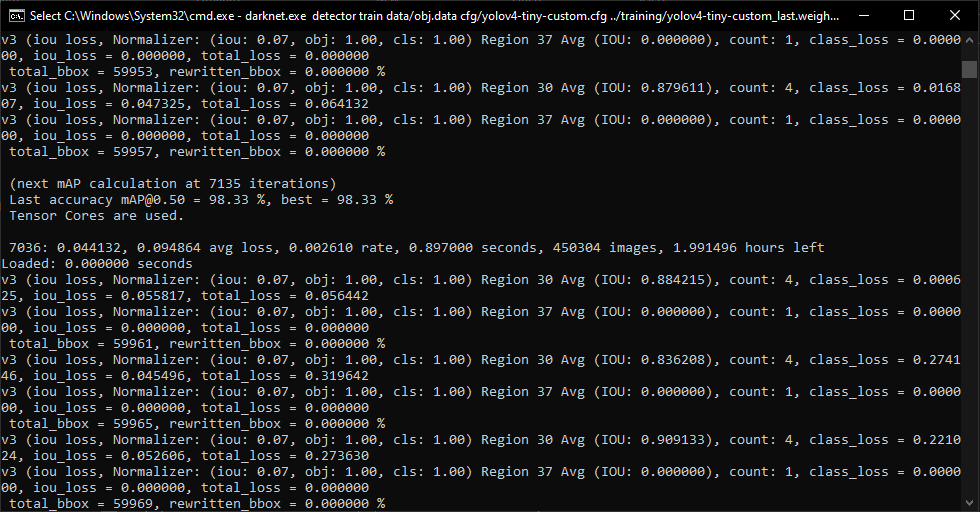 Select C:\Windows\System32\cmd.exe - darknet.exe  detector train data/obj.data cfg/yolov4-tiny-custom.cfg ../training/yolov4-tiny-custom_last.weigh...
v3 (iou loss, Normalizer: (iou: 0.07, obj: 1.00, cls: 1.00) Region 37 Avg (IOU: 0.000000), count: 1, class_loss = 0.0000
00, iou_loss = 0.000000, total_loss = 0.000000
total_bbox = 59953, rewritten_bbox = 0.000000 %
v3 (iou loss, Normalizer: (iou: 0.07, obj: 1.00, cls: 1.00) Region 30 Avg (IOU: 0.879611), count: 4, class_loss = 0.0168
07, iou_loss = 0.047325, total_loss = 0.064132
v3 (iou loss, Normalizer: (iou: 0.07, obj: 1.00, cls: 1.00) Region 37 Avg (IOU: 0.000000), count: 1, class_loss = 0.0000
00, iou_loss = 0.000000, total_loss = 0.000000
total_bbox = 59957, rewritten_bbox = 0.000000 %
(next mAP calculation at 7135 iterations)
Last accuracy mAP@0.50 = 98.33 %, best = 98.33 %
Tensor Cores are used.
7036: 0.044132, 0.094864 avg loss, 0.002610 rate, 0.897000 seconds, 450304 images, 1.991496 hours left
Loaded: 0.000000 seconds
v3 (iou loss, Normalizer: (iou: 0.07, obj: 1.00, cls: 1.00) Region 30 Avg (IOU: 0.884215), count: 4, class_loss = 0.0006
25, iou_loss = 0.055817, total_loss = 0.056442
v3 (iou loss, Normalizer: (iou: 0.07, obj: 1.00, cls: 1.00) Region 37 Avg (IOU: 0.000000), count: 1, class_loss = 0.0000
00, iou_loss = 0.000000, total_loss = 0.000000
total_bbox = 59961, rewritten_bbox = 0.000000 %
v3 (iou loss, Normalizer: (iou: 0.07, obj: 1.00, cls: 1.00) Region 30 Avg (IOU: 0.836208), count: 4, class_loss = 0.2741
46, iou_loss = 0.045496, total_loss = 0.319642
v3 (iou loss, Normalizer: (iou: 0.07, obj: 1.00, cls: 1.00) Region 37 Avg (IOU: 0.000000), count: 1, class_loss = 0.0000
00, iou_loss = 0.000000, total_loss = 0.000000
total_bbox = 59965, rewritten_bbox = 0.000000 %
v3 (iou loss, Normalizer: (iou: 0.07, obj: 1.00, cls: 1.00) Region 30 Avg (IOU: 0.909133), count: 4, class_loss = 0.2210
24, iou_loss = 0.052606, total_loss = 0.273630
v3 (iou loss, Normalizer: (iou: 0.07, obj: 1.00, cls: 1.00) Region 37 Avg (IOU: 0.000000), count: 1, class_loss = 0.0000
00, iou_loss = 0.000000, total_loss = 0.000000
total_bbox = 59969, rewritten_bbox = 0.000000 %